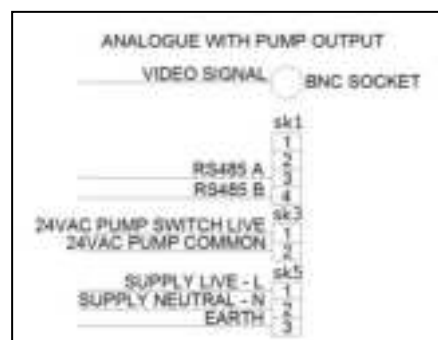 ANALOGUE WITH PUMP OUTPUT
VIDEO SIGNAL BNC SOCKET
sk1
1
2
RS485 A 3
RS485 B 4
sk3
24VAC PUMP SWITCH LIVE 1
24VAC PUMP COMMON 2
sk5
SUPPLY LIVE - L 1
SUPPLY NEUTRAL - N 2
EARTH 3